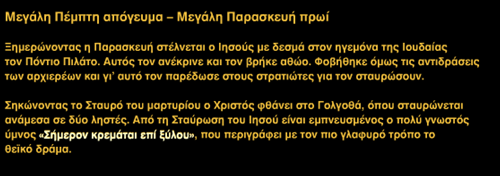 Μεγάλη Πέμπτη απόγευμα – Μεγάλη Παρασκευή πρωί
Ξημερώνοντας η Παρασκευή στέλνεται ο Ιησούς με δεσμά στον ηγεμόνα της Ιουδαίας
τον Πόντιο Πιλάτο. Αυτός τον ανέκρινε και τον βρήκε αθώο. Φοβήθηκε όμως τις αντιδράσεις
των αρχιερέων και γι’ αυτό τον παρέδωσε στους στρατιώτες για τον σταυρώσουν.
Σηκώνοντας το Σταυρό του μαρτυρίου ο Χριστός φθάνει στο Γολγοθά, όπου σταυρώνεται
ανάμεσα σε δύο ληστές. Από τη Σταύρωση του Ιησού είναι εμπνευσμένος ο πολύ γνωστός
ύμνος «Σήμερον κρεμάται επί ξύλου», που περιγράφει με τον πιο γλαφυρό τρόπο το
θεϊκό δράμα.